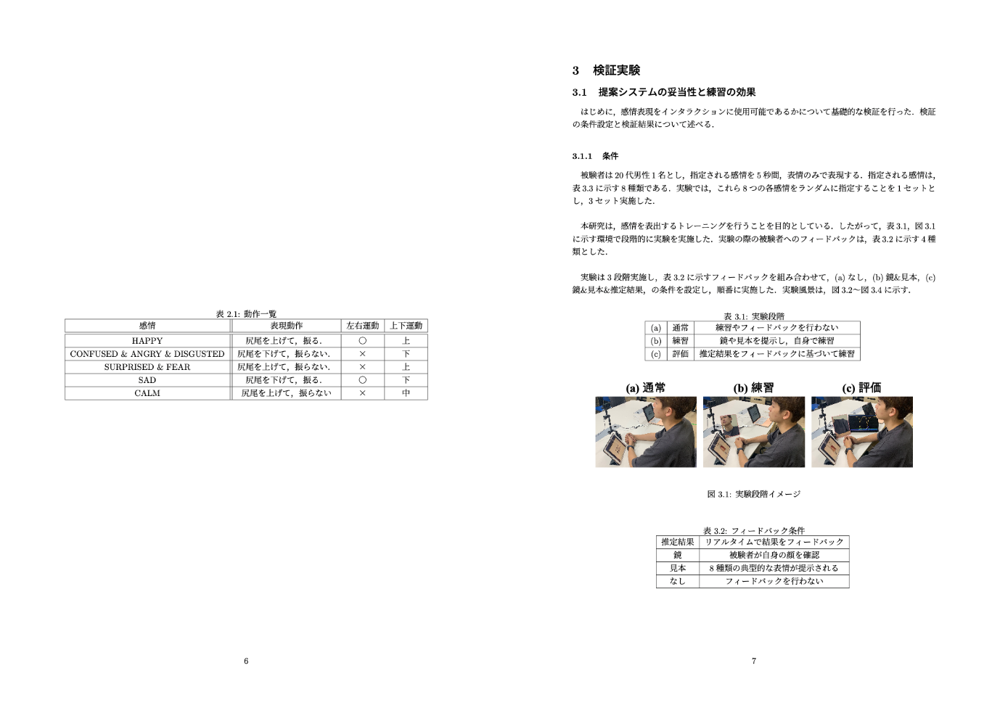 表 2.1: 動作一覧
感情 表現動作 左右運動 上下運動
HAPPY 尻尾を上げて，振る． ○ 上
CONFUSED & ANGRY & DISGUSTED 尻尾を下げて，振らない． × 下
SURPRISED & FEAR 尻尾を上げて，振らない． × 上
SAD 尻尾を下げて，振る． ○ 下
CALM 尻尾を上げて，振らない × 中
6
3 検証実験
3.1 提案システムの妥当性と練習の効果
はじめに，感情表現をインタラクションに使用可能であるかについて基礎的な検証を行った．検証
の条件設定と検証結果について述べる．
3.1.1 条件
被験者は 20 代男性 1 名とし，指定される感情を 5 秒間，表情のみで表現する．指定される感情は，
表 3.3 に示す 8 種類である．実験では，これら 8 つの各感情をランダムに指定することを 1 セットと
し，3 セット実施した．
本研究は，感情を表出するトレーニングを行うことを目的としている．したがって，表 3.1，図 3.1
に示す環境で段階的に実験を実施した．実験の際の被験者へのフィードバックは，表 3.2 に示す 4 種
類とした．
実験は 3 段階実施し，表 3.2 に示すフィードバックを組み合わせて，(a) なし，(b) 鏡&見本，(c)
鏡&見本&推定結果，の条件を設定し，順番に実施した．実験風景は，図 3.2〜図 3.4 に示す．
表 3.1: 実験段階
(a) 通常 練習やフィードバックを行わない
(b) 練習 鏡や見本を提示し，自身で練習
(c) 評価 推定結果をフィードバックに基づいて練習
(a) 通常 (b) 練習 (c) 評価
図 3.1: 実験段階イメージ
表 3.2: フィードバック条件
推定結果 リアルタイムで結果をフィードバック
鏡 被験者が自身の顔を確認
見本 8 種類の典型的な表情が提示される
なし フィードバックを行わない
7